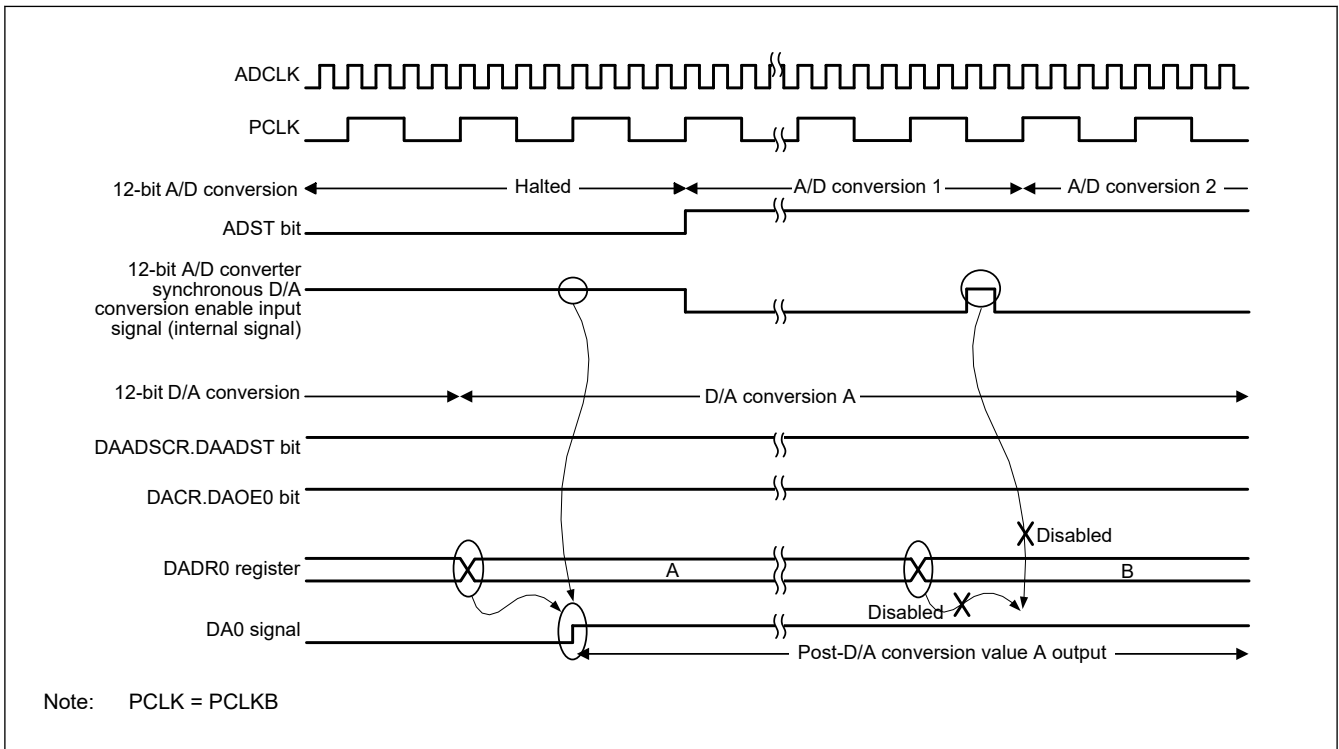 ADCLK
PCLK
12-bit A/D conversion
Halted
A/D conversion 1
A/D conversion 2
ADST bit
12-bit A/D converter
synchronous D/A
conversion enable input
signal (internal signal)
12-bit D/A conversion
D/A conversion A
DAADSCR.DAADST bit
DACR.DAOE0 bit
Disabled
DADR0 register
A
B
Disabled
DA0 signal
Post-D/A conversion value A output
Note: PCLK = PCLKB